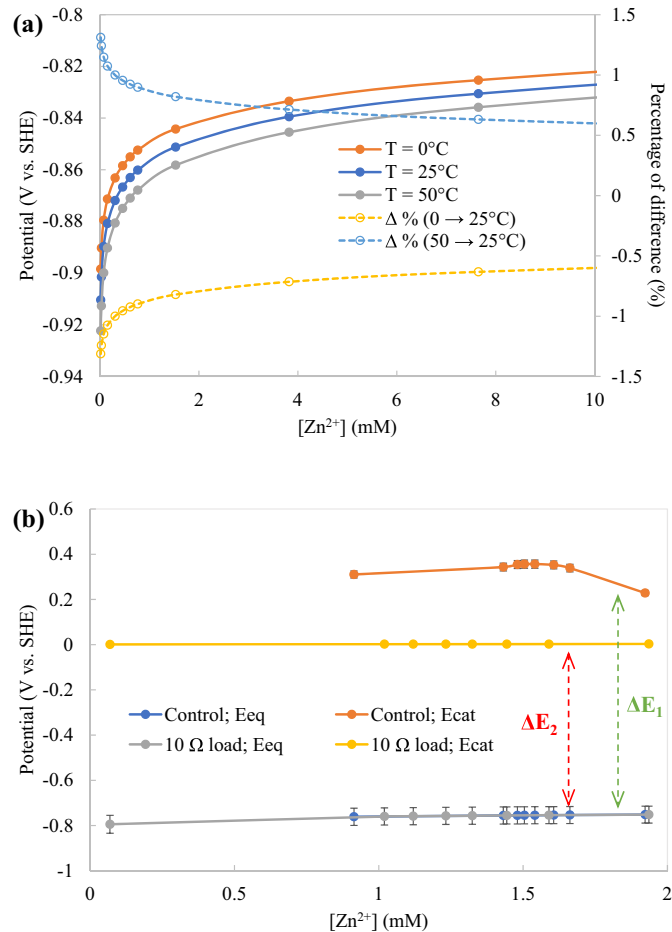 (a)
-0.8
-0.82
-0.84
-0.86
-0.88
-0.9
-0.92
-0.94
Potential (V vs. SHE)
1.5
1
0.5
0
-0.5
-1
-1.5
Percentage of difference (%)
T = 0°C
T = 25°C
T = 50°C
Δ % (0 → 25°C)
Δ % (50 → 25°C)
0 2 4 6 8 10
[Zn²⁺] (mM)
(b)
0.6
0.4
0.2
0
-0.2
-0.4
-0.6
-0.8
-1
Potential (V vs. SHE)
Control; Eeq Control; Ecat
10 Ω load; Eeq 10 Ω load; Ecat
ΔE₂
ΔE₁
0 0.5 1 1.5 2
[Zn²⁺] (mM)